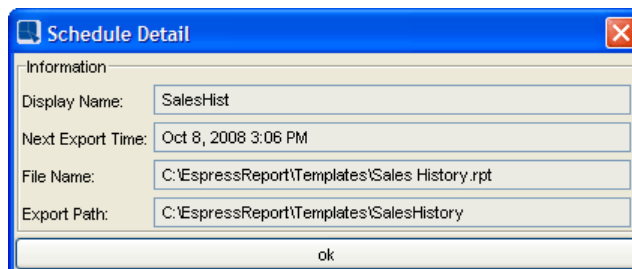 Schedule Detail
Information
Display Name: SalesHist
Next Export Time: Oct 8, 2008 3:06 PM
File Name: C:\EspressReport\Templates\Sales History.rpt
Export Path: C:\EspressReport\Templates\SalesHistory
ok